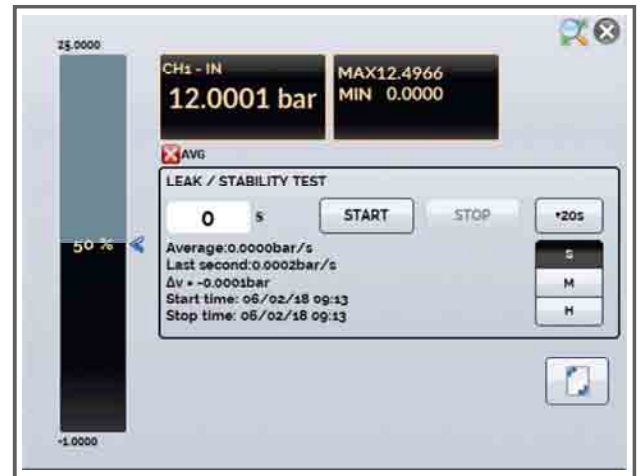 25.0000
CH1 - IN
12.0001 bar
MAX12.4966
MIN 0.0000
AVG
LEAK / STABILITY TEST
0 s START STOP +20s
50 %
Average:0.0000bar/s
Last second:0.0002bar/s
Δv = -0.0001bar
Start time: 06/02/18 09:13
Stop time: 06/02/18 09:13
S
M
H
-1.0000